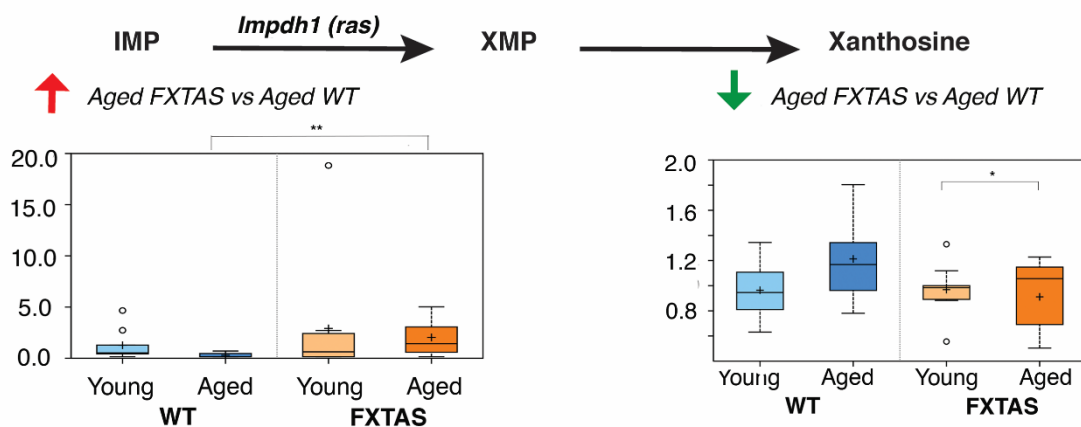 IMP Impdh1 (ras) XMP Xanthosine
Aged FXTAS vs Aged WT
Aged FXTAS vs Aged WT
**
20.0
15.0
10.0
5.0
0.0
Young Aged Young Aged
WT FXTAS
*
2.0
1.6
1.2
0.8
Young Aged Young Aged
WT FXTAS